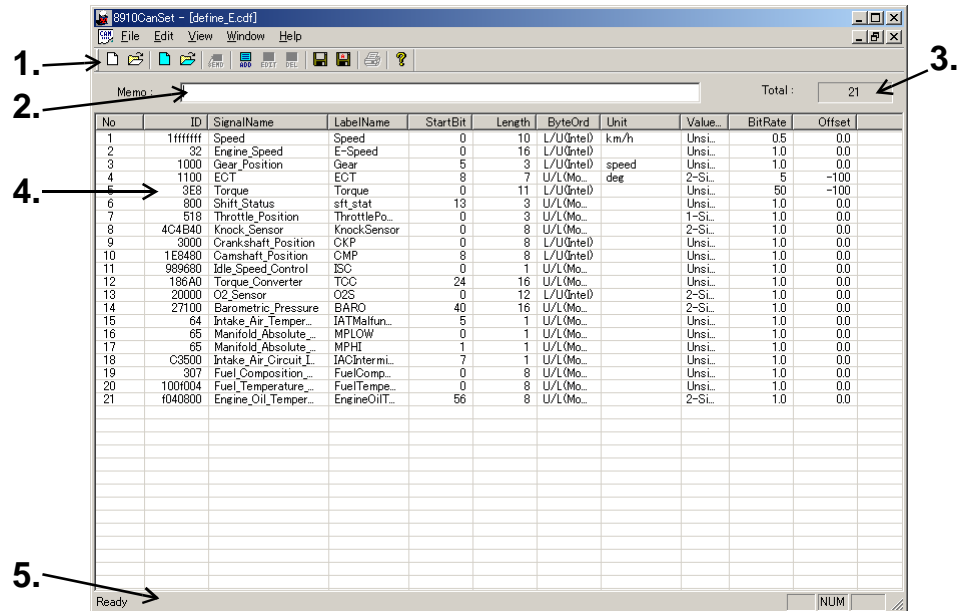 8910CanSet - [define_E.cdf]
File Edit View Window Help
1.
SEND ADD EDIT DEL
2.
Memo :
Total : 21
3.
No ID SignalName LabelName StartBit Length ByteOrd Unit Value... BitRate Offset
1 1ffffff Speed Speed 0 10 L/U(Intel) km/h Unsi... 0.5 0.0
2 32 Engine_Speed E-Speed 0 16 L/U(Intel) Unsi... 1.0 0.0
3 1000 Gear_Position Gear 5 3 L/U(Intel) speed Unsi... 1.0 0.0
4 1100 ECT ECT 8 7 U/L(Mo... deg 2-Si... 5 -100
4.
5 3E8 Torque Torque 0 11 L/U(Intel) Unsi... 50 -100
6 800 Shift_Status sft_stat 13 3 U/L(Mo... Unsi... 1.0 0.0
7 518 Throttle_Position ThrottlePo... 0 3 U/L(Mo... 1-Si... 1.0 0.0
8 4C4B40 Knock_Sensor KnockSensor 0 8 U/L(Mo... 2-Si... 1.0 0.0
9 3000 Crankshaft_Position CKP 0 8 L/U(Intel) Unsi... 1.0 0.0
10 1E8480 Camshaft_Position CMP 8 8 L/U(Intel) Unsi... 1.0 0.0
11 989680 Idle_Speed_Control ISC 0 1 U/L(Mo... Unsi... 1.0 0.0
12 186A0 Torque_Converter TCC 24 16 U/L(Mo... Unsi... 1.0 0.0
13 20000 O2_Sensor O2S 0 12 L/U(Intel) 2-Si... 1.0 0.0
14 27100 Barometric_Pressure BARO 40 16 U/L(Mo... 2-Si... 1.0 0.0
15 64 Intake_Air_Temper... IATMalfun... 5 1 U/L(Mo... Unsi... 1.0 0.0
16 65 Manifold_Absolute_... MPLOW 0 1 U/L(Mo... Unsi... 1.0 0.0
17 65 Manifold_Absolute_... MPHI 1 1 U/L(Mo... Unsi... 1.0 0.0
18 C3500 Intake_Air_Circuit_I... IACIntermi... 7 1 U/L(Mo... Unsi... 1.0 0.0
19 307 Fuel_Composition_... FuelComp... 0 8 U/L(Mo... Unsi... 1.0 0.0
20 100f004 Fuel_Temperature_... FuelTempe... 0 8 U/L(Mo... Unsi... 1.0 0.0
21 f040800 Engine_Oil_Temper... EngineOilT... 56 8 U/L(Mo... 2-Si... 1.0 0.0
5.
Ready NUM